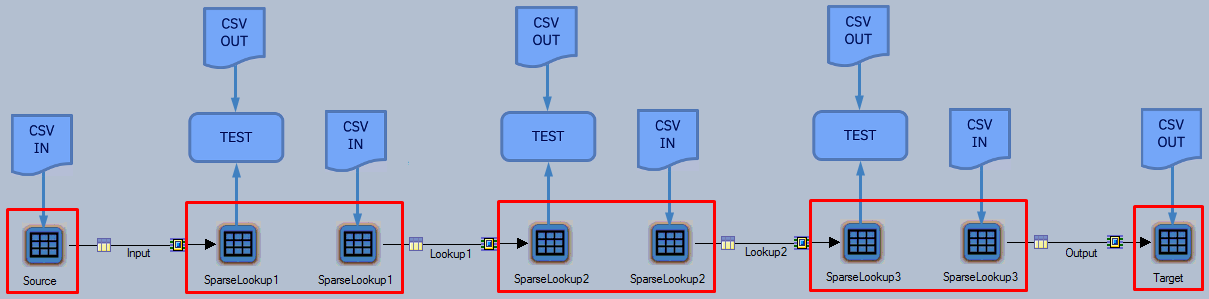 CSV
OUT
CSV
OUT
CSV
OUT
CSV
IN
TEST
CSV
IN
TEST
CSV
IN
TEST
CSV
IN
CSV
OUT
Source
Input
SparseLookup1
SparseLookup1
Lookup1
SparseLookup2
SparseLookup2
Lookup2
SparseLookup3
SparseLookup3
Output
Target